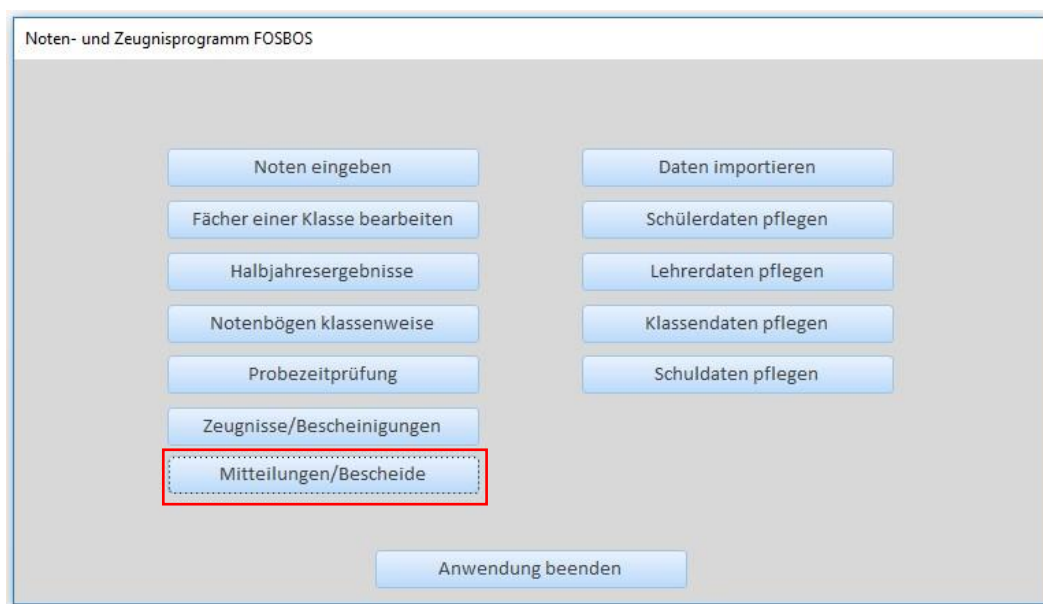 Noten- und Zeugnisprogramm FOSBOS
Noten eingeben
Fächer einer Klasse bearbeiten
Halbjahresergebnisse
Notenbögen klassenweise
Probezeitprüfung
Zeugnisse/Bescheinigungen
Mitteilungen/Bescheide
Daten importieren
Schülerdaten pflegen
Lehrerdaten pflegen
Klassendaten pflegen
Schuldaten pflegen
Anwendung beenden